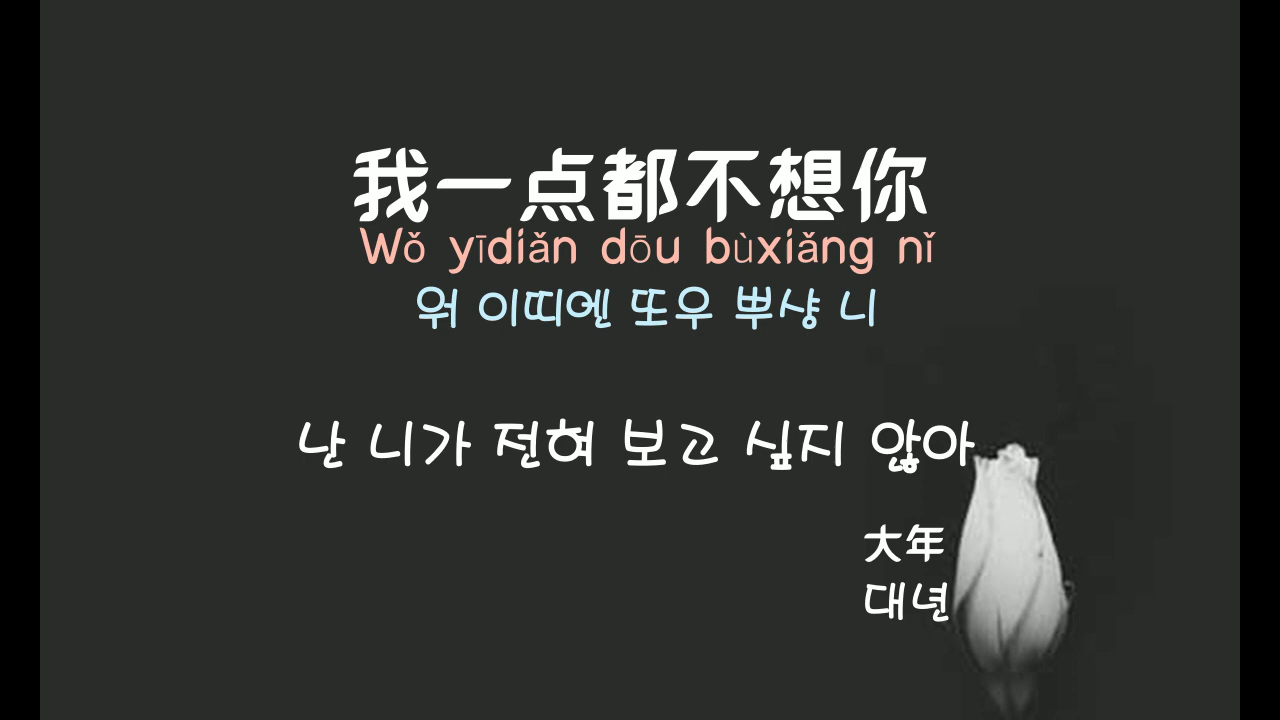 我一点都不想你
Wǒ yīdiǎn dōu bùxiǎng nǐ
워 이띠엔 또우 뿌샹 니
난 니가 전혀 보고 싶지 않아
大年
대년